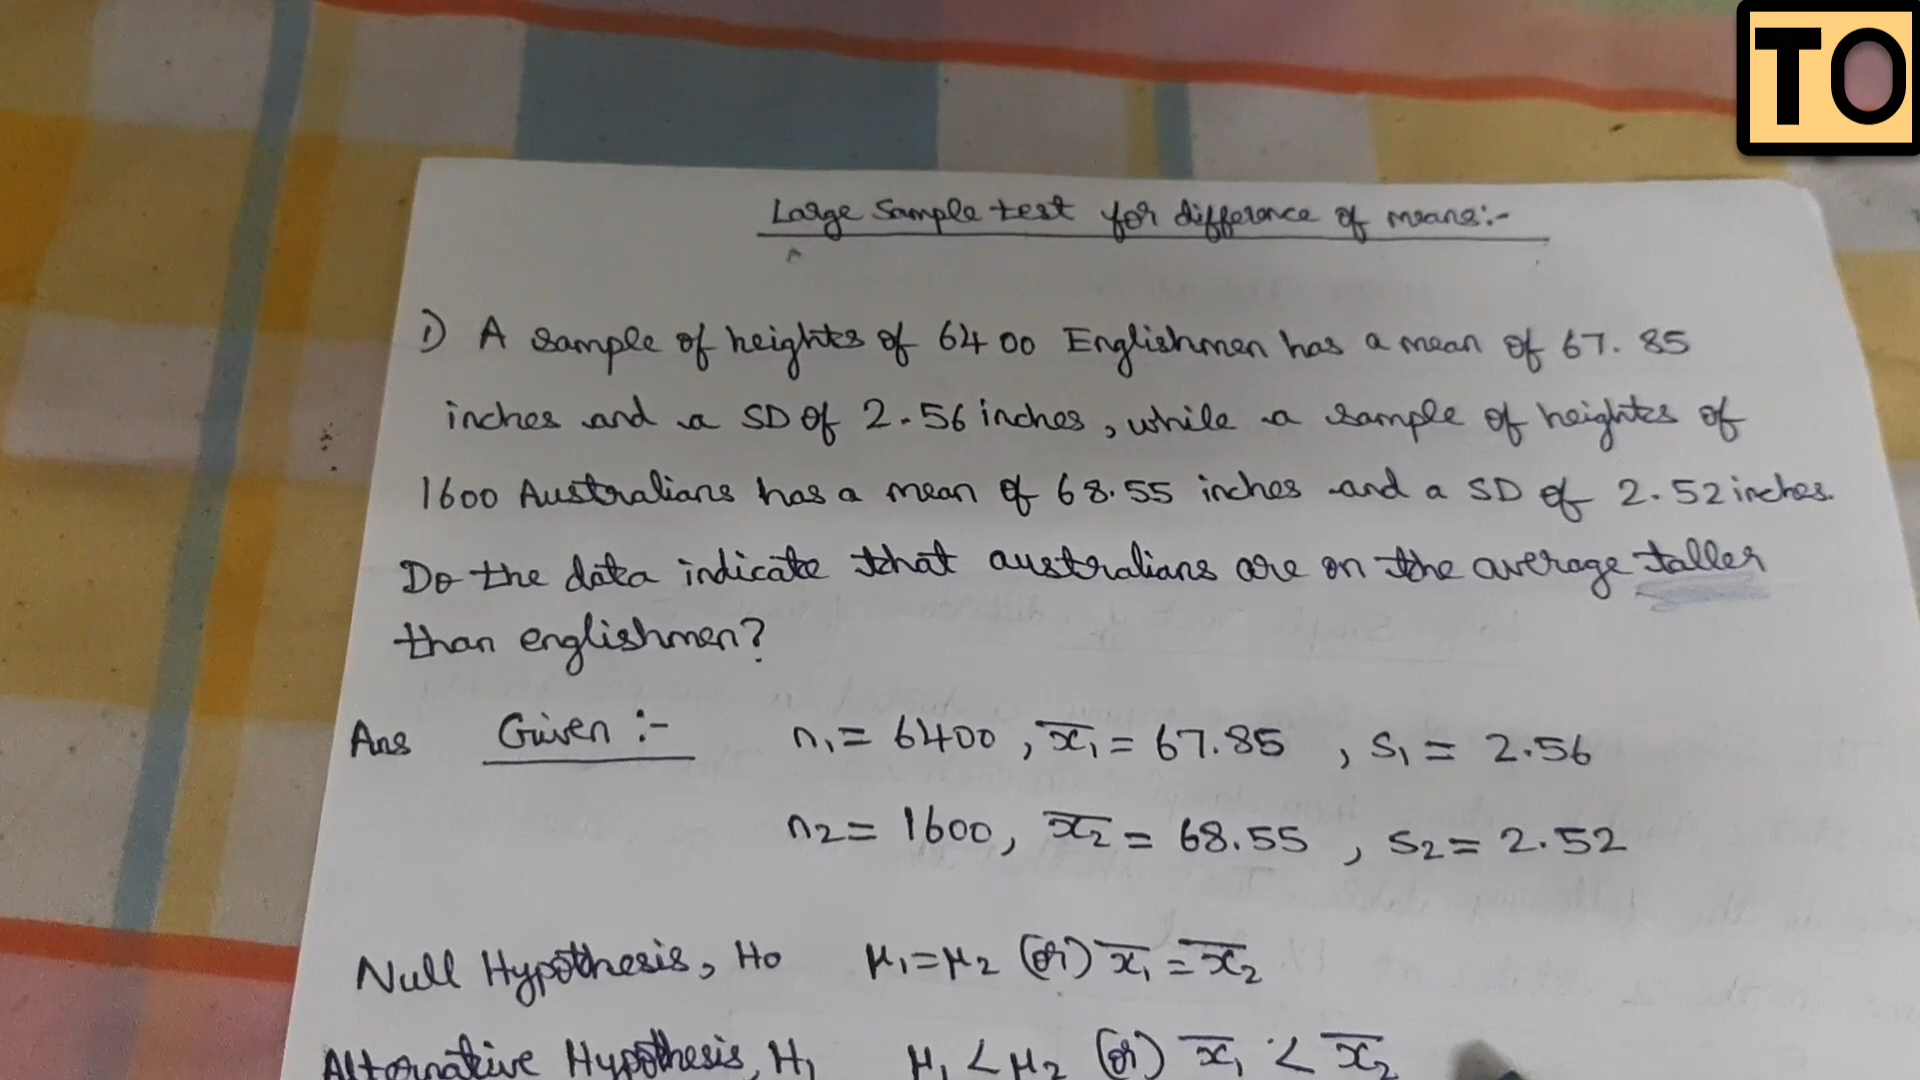 TO
Large Sample test for difference of means:-
1) A sample of heights of 6400 Englishmen has a mean of 67.85
inches and a SD of 2.56 inches, while a sample of heights of
1600 Australians has a mean of 68.55 inches and a SD of 2.52 inches.
Do the data indicate that australians are on the average taller
than englishmen?
Ans Given :- n₁ = 6400, x̄₁ = 67.85, s₁ = 2.56
n₂ = 1600, x̄₂ = 68.55, s₂ = 2.52
Null Hypothesis, H₀ μ₁ = μ₂ (or) x̄₁ = x̄₂
Alternative Hypothesis, H₁ μ₁ < μ₂ (or) x̄₁ < x̄₂